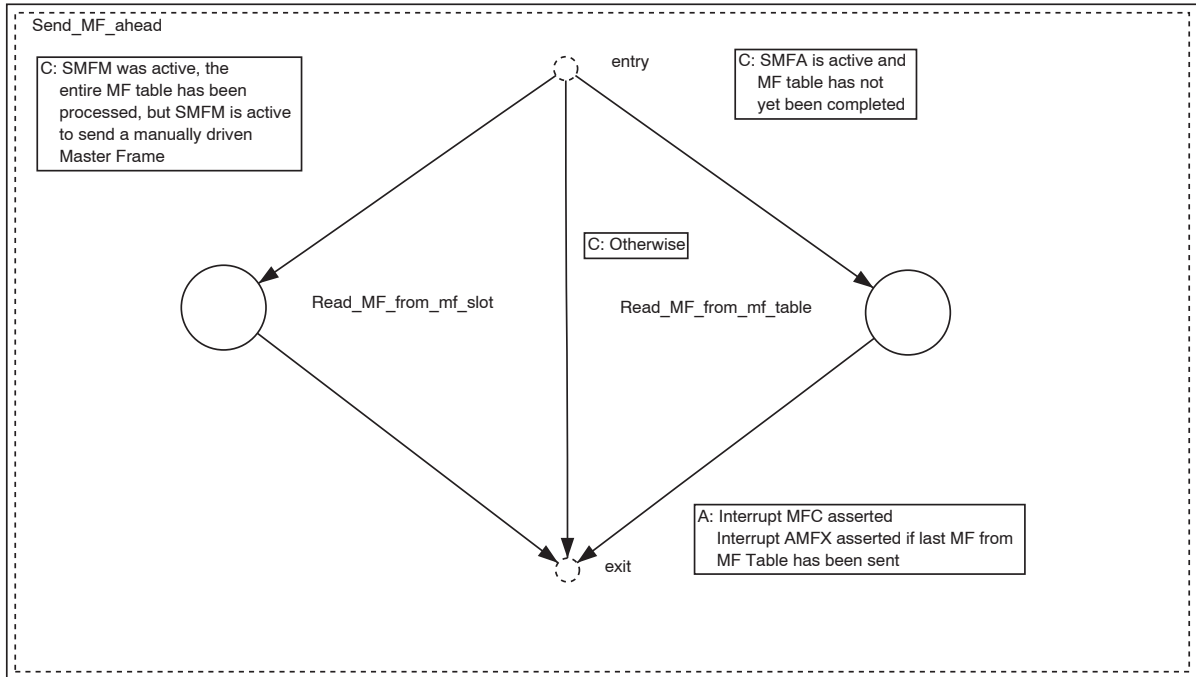 Send_MF_ahead
C: SMFM was active, the
entire MF table has been
processed, but SMFM is active
to send a manually driven
Master Frame
entry
C: SMFA is active and
MF table has not
yet been completed
C: Otherwise
Read_MF_from_mf_slot
Read_MF_from_mf_table
A: Interrupt MFC asserted
Interrupt AMFX asserted if last MF from
MF Table has been sent
exit